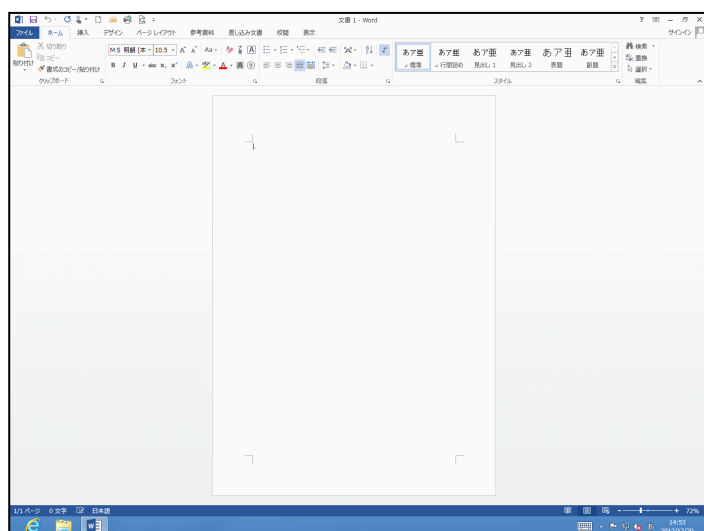 文書 1 - Word
ファイル ホーム 挿入 デザイン ページ レイアウト 参考資料 差し込み文書 校閲 表示 サインイン
貼り付け
切り取り
コピー
書式のコピー/貼り付け
クリップボード
MS 明朝 (本 10.5 A A Aa
B I U abc x, x² A A A
フォント
段落
あア亜 あア亜 あア亜 あア亜 あア亜 あア亜
標準 行間詰め 見出し 1 見出し 2 表題 副題
スタイル
検索
置換
選択
編集
1/1 ページ 0 文字 日本語 72%
14:53
2012/12/20